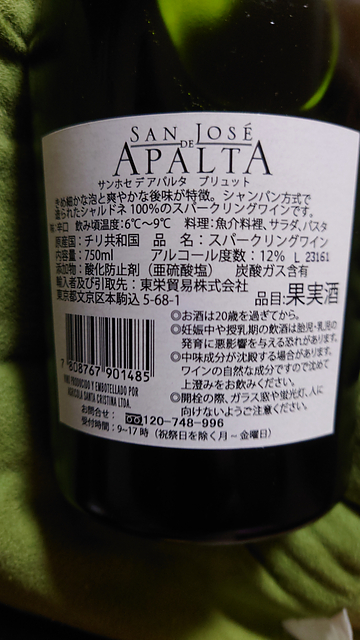 SAN JOSÉ
DE
APALTA
サンホセ デ アパルタ　ブリュット
きめ細かな泡と爽やかな後味が特徴。シャンパン方式で
造られたシャルドネ 100%のスパークリングワインです。
味：辛口　飲み頃温度：6℃〜9℃　料理：魚介料理、サラダ、パスタ
原産国：チリ共和国　品　名：スパークリングワイン
内容量：750ml　アルコール度数：12%　L 23161
添加物：酸化防止剤（亜硫酸塩）　炭酸ガス含有
輸入者及び引取先：東栄貿易株式会社
東京都文京区本駒込 5-68-1　品目：果実酒
◎お酒は20歳を過ぎてから。
◎妊娠中や授乳期の飲酒は胎児・乳児の
発育に悪影響を与える恐れがあります。
◎中味成分が沈殿する場合があります。
ワインの自然な成分ですので沈めて
上澄みをお飲みください。
◎開栓の際、ガラス窓や蛍光灯、人に
向けないようご注意ください。
7 808767 901485
VINO PRODUCIDO Y EMBOTELLADO POR
AGRICOLA SANTA CRISTINA LTDA.
お問合せ：0120-748-996
受付時間：9~17時（祝祭日を除く月〜金曜日）